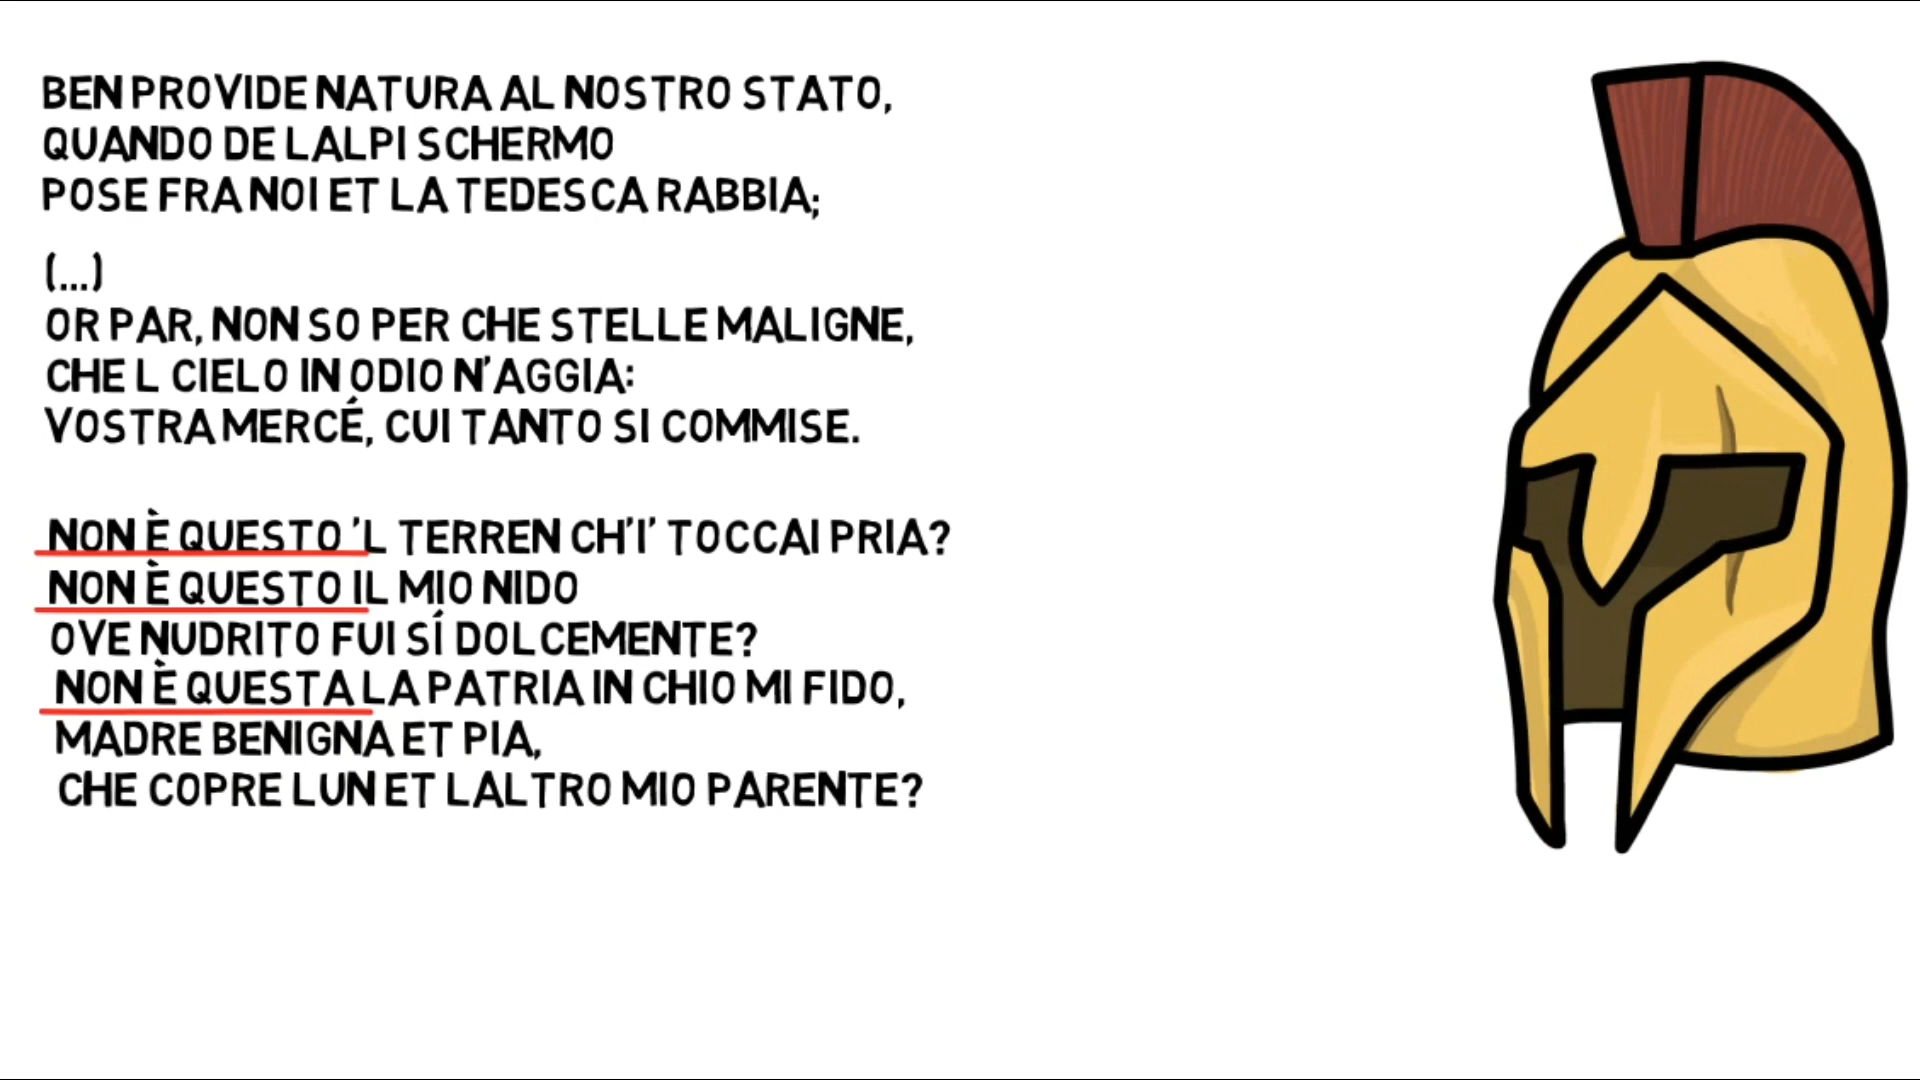 BEN PROVIDE NATURA AL NOSTRO STATO,
QUANDO DE LALPI SCHERMO
POSE FRA NOI ET LA TEDESCA RABBIA;
(...)
OR PAR, NON SO PER CHE STELLE MALIGNE,
CHE L CIELO IN ODIO N'AGGIA:
VOSTRA MERCÉ, CUI TANTO SI COMMISE.
NON È QUESTO 'L TERREN CH'I' TOCCAI PRIA?
NON È QUESTO IL MIO NIDO
OVE NUDRITO FUI SÍ DOLCEMENTE?
NON È QUESTA LA PATRIA IN CHIO MI FIDO,
MADRE BENIGNA ET PIA,
CHE COPRE LUN ET LALTRO MIO PARENTE?